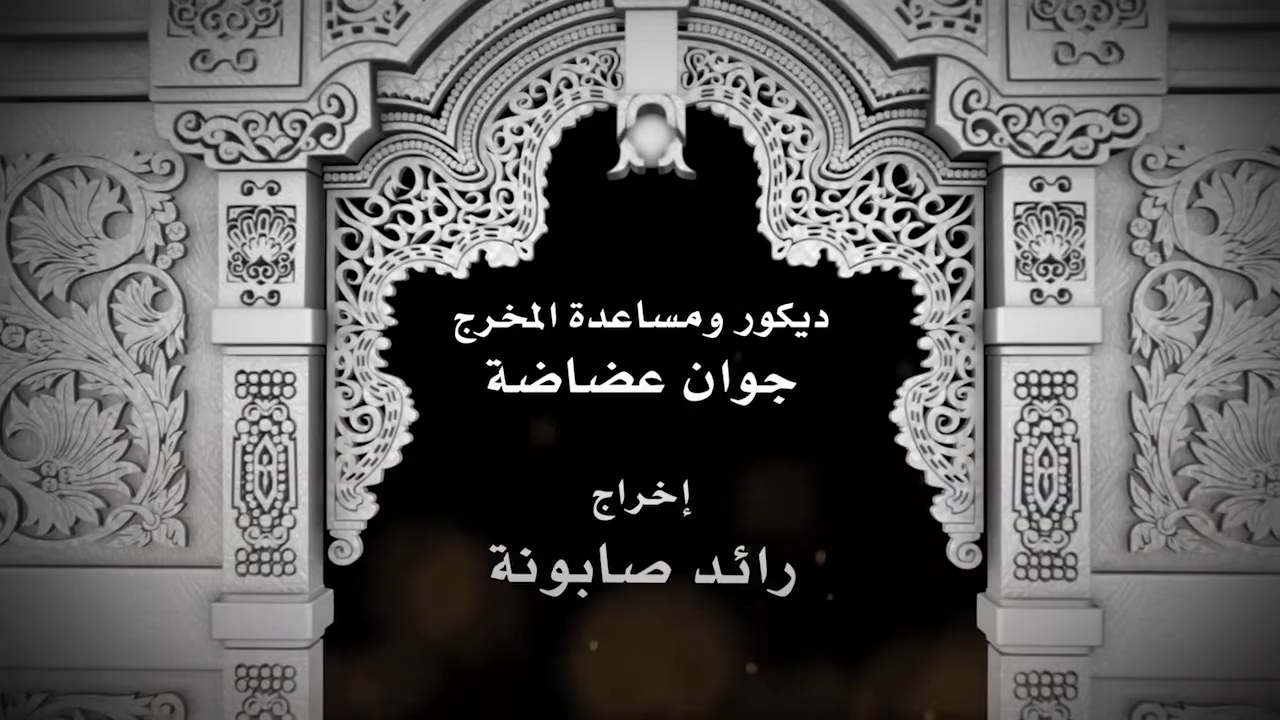 ديكور ومساعدة المخرج
جوان عضاضة
إخراج
رائد صابونة